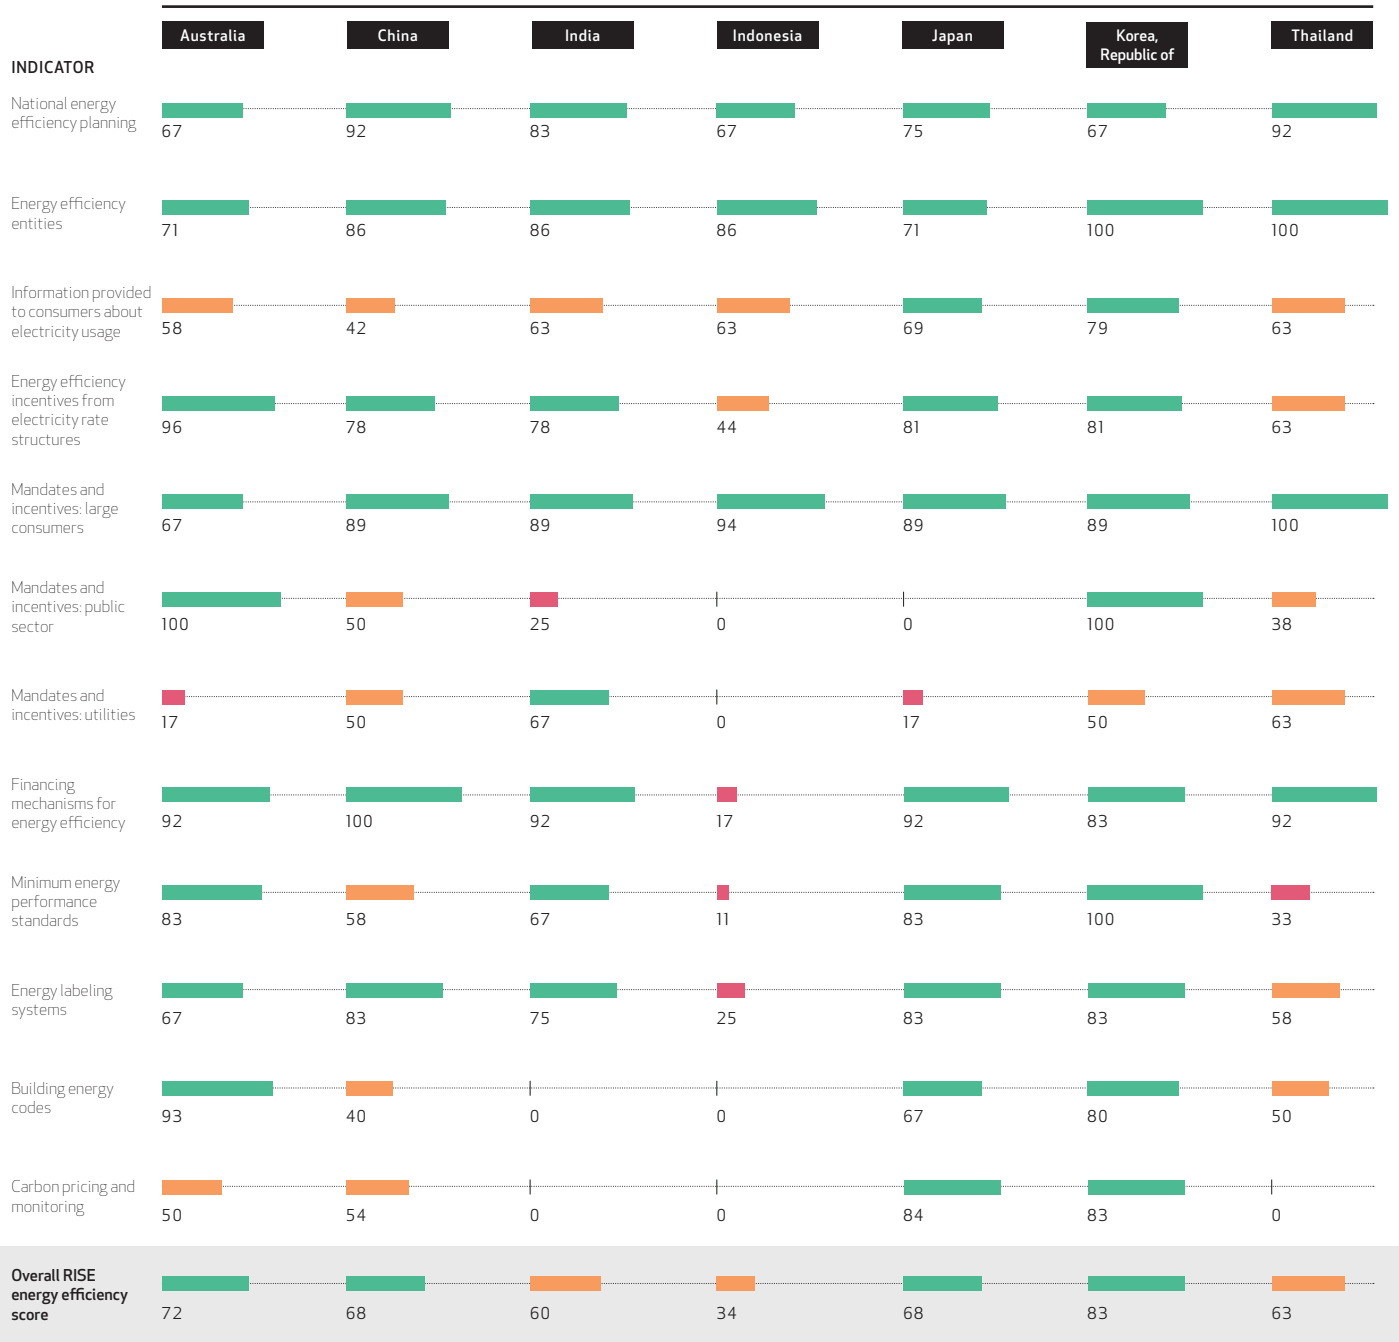 Australia China India Indonesia Japan Korea, Republic of Thailand
INDICATOR
National energy
efficiency planning
67 92 83 67 75 67 92
Energy efficiency
entities
71 86 86 86 71 100 100
Information provided
to consumers about
electricity usage
58 42 63 63 69 79 63
Energy efficiency
incentives from
electricity rate
structures
96 78 78 44 81 81 63
Mandates and
incentives: large
consumers
67 89 89 94 89 89 100
Mandates and
incentives: public
sector
100 50 25 0 0 100 38
Mandates and
incentives: utilities
17 50 67 0 17 50 63
Financing
mechanisms for
energy efficiency
92 100 92 17 92 83 92
Minimum energy
performance
standards
83 58 67 11 83 100 33
Energy labeling
systems
67 83 75 25 83 83 58
Building energy
codes
93 40 0 0 67 80 50
Carbon pricing and
monitoring
50 54 0 0 84 83 0
Overall RISE
energy efficiency
score
72 68 60 34 68 83 63